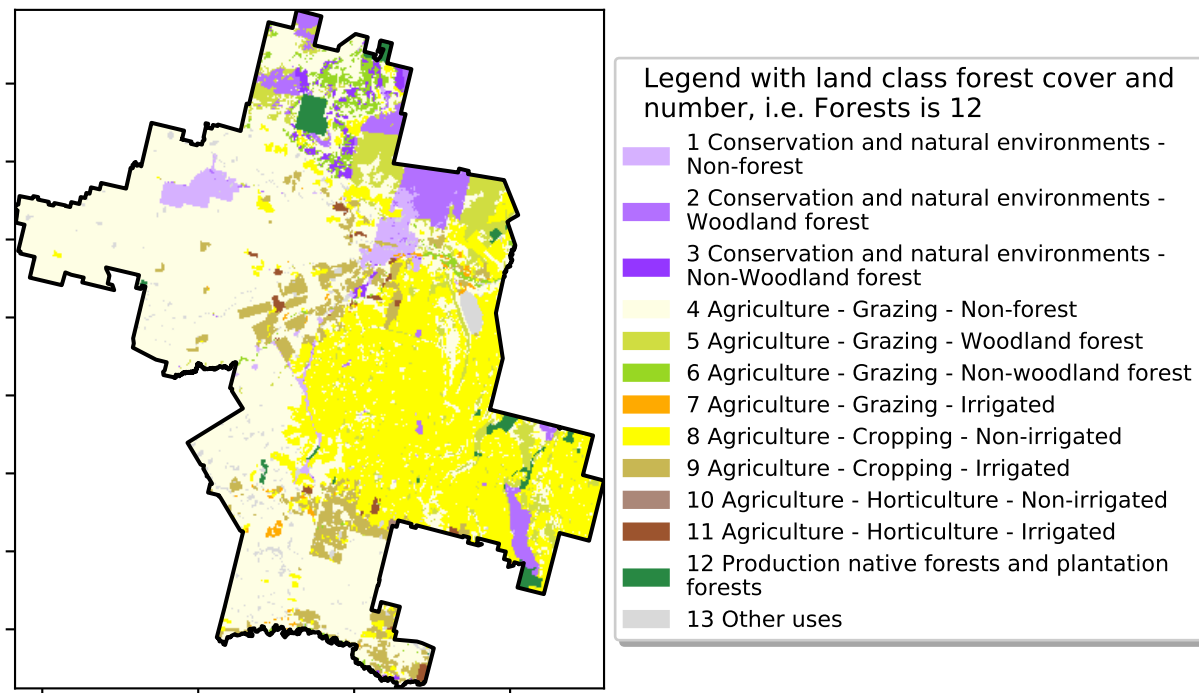 Legend with land class forest cover and
number, i.e. Forests is 12
1 Conservation and natural environments -
Non-forest
2 Conservation and natural environments -
Woodland forest
3 Conservation and natural environments -
Non-Woodland forest
4 Agriculture - Grazing - Non-forest
5 Agriculture - Grazing - Woodland forest
6 Agriculture - Grazing - Non-woodland forest
7 Agriculture - Grazing - Irrigated
8 Agriculture - Cropping - Non-irrigated
9 Agriculture - Cropping - Irrigated
10 Agriculture - Horticulture - Non-irrigated
11 Agriculture - Horticulture - Irrigated
12 Production native forests and plantation
forests
13 Other uses